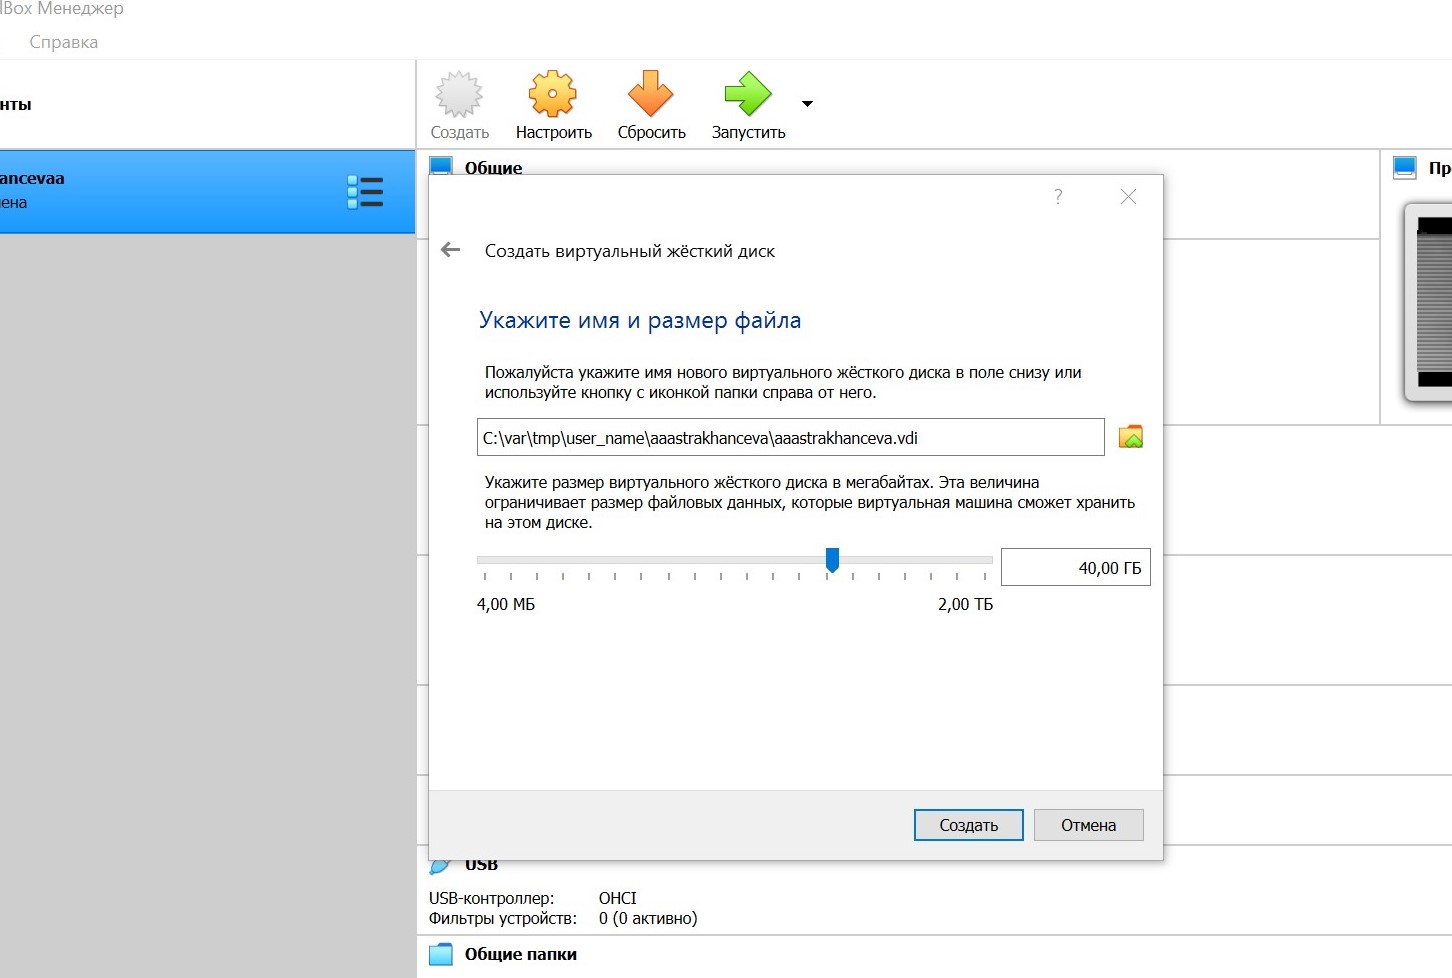 lBox Менеджер
Справка
нты
Создать
Настроить
Сбросить
Запустить
ancevaa
ена
Общие
Пр
?
Создать виртуальный жёсткий диск
Укажите имя и размер файла
Пожалуйста укажите имя нового виртуального жёсткого диска в поле снизу или
используйте кнопку с иконкой папки справа от него.
C:\var\tmp\user_name\aaastrakhanceva\aaastrakhanceva.vdi
Укажите размер виртуального жёсткого диска в мегабайтах. Эта величина
ограничивает размер файловых данных, которые виртуальная машина сможет хранить
на этом диске.
40,00 ГБ
4,00 МБ
2,00 ТБ
Создать
Отмена
USB
USB-контроллер: OHCI
Фильтры устройств: 0 (0 активно)
Общие папки